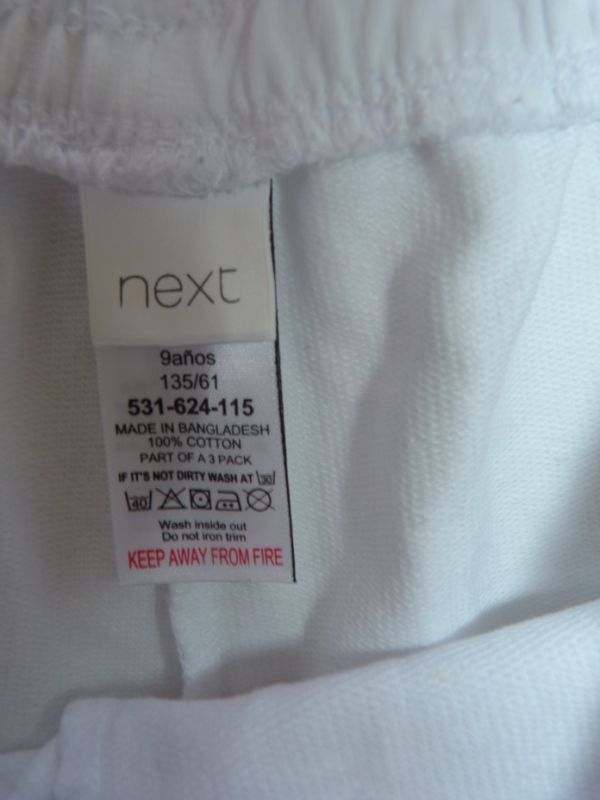 next
9años
135/61
531-624-115
MADE IN BANGLADESH
100% COTTON
PART OF A 3 PACK
IF IT'S NOT DIRTY WASH AT 30
40
Wash inside out
Do not iron trim
KEEP AWAY FROM FIRE